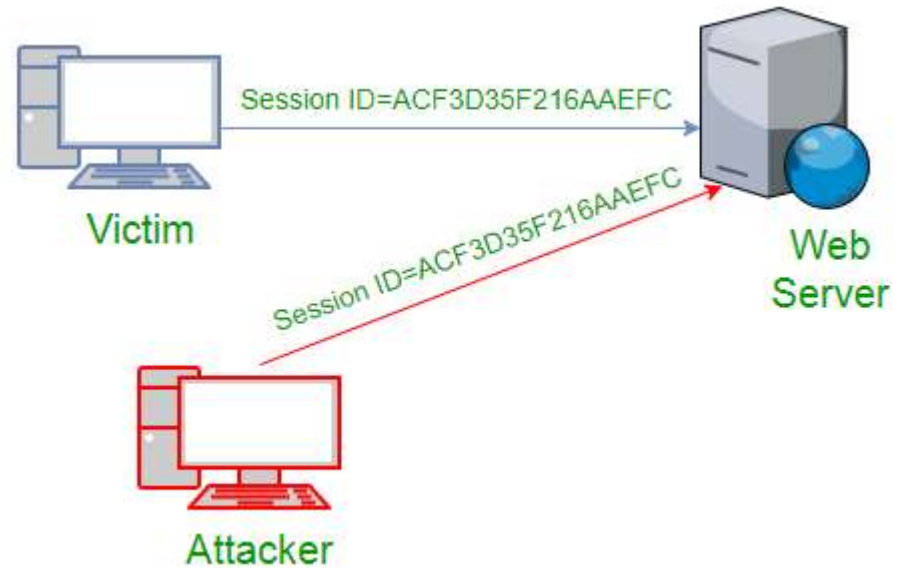 Session ID=ACF3D35F216AAEFC
Victim
Session ID=ACF3D35F216AAEFC
Web
Server
Attacker